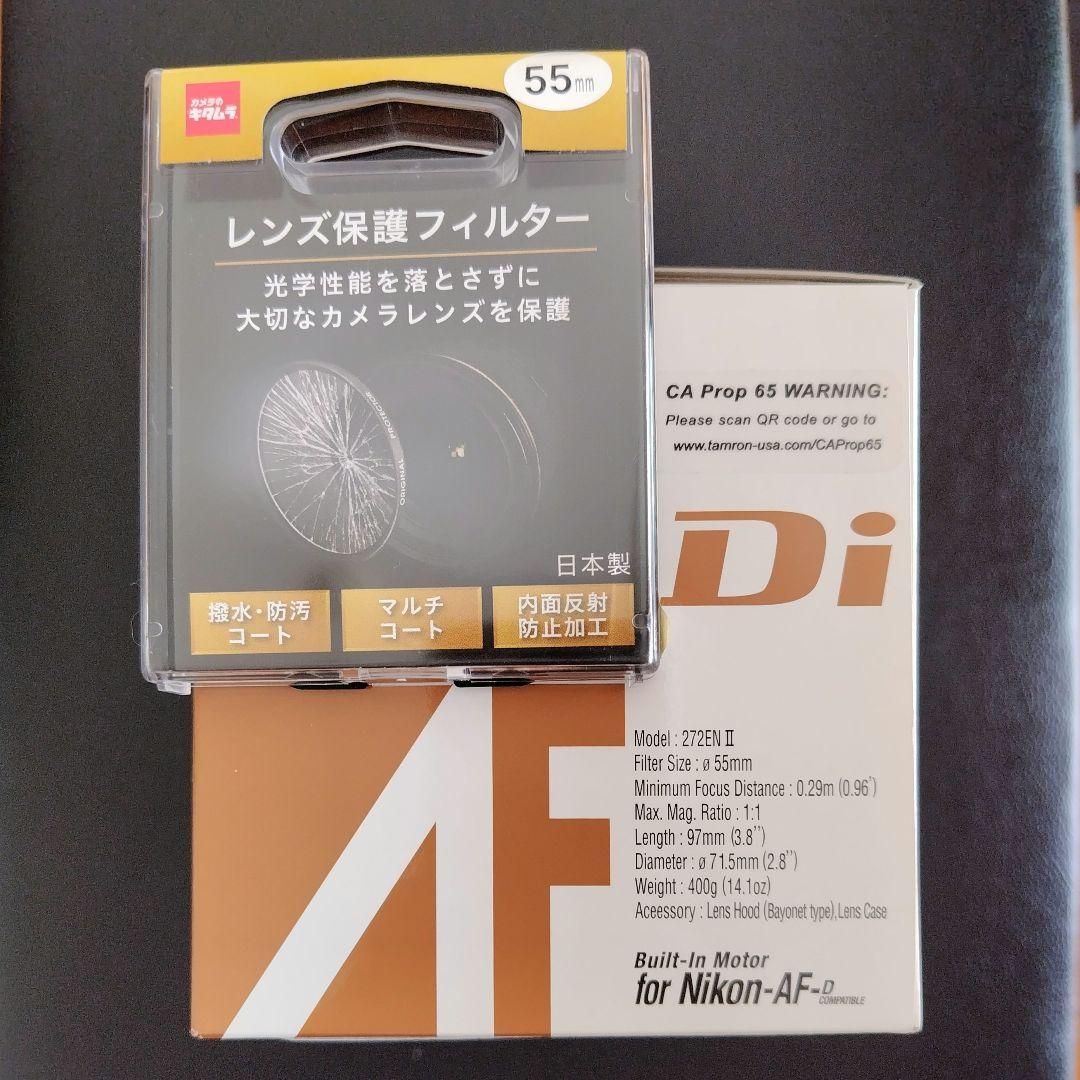 カメラの
キタムラ
55mm
レンズ保護フィルター
光学性能を落とさずに
大切なカメラレンズを保護
PROTECTOR
ORIGINAL
日本製
撥水・防汚
コート
マルチ
コート
内面反射
防止加工
CA Prop 65 WARNING:
Please scan QR code or go to
www.tamron-usa.com/CAProp65
Di
AF
Model : 272EN II
Filter Size : ø 55mm
Minimum Focus Distance : 0.29m (0.96')
Max. Mag. Ratio : 1:1
Length : 97mm (3.8'')
Diameter : ø 71.5mm (2.8'')
Weight : 400g (14.1oz)
Aceessory : Lens Hood (Bayonet type),Lens Case
Built-In Motor
for Nikon-AF-D
COMPATIBLE